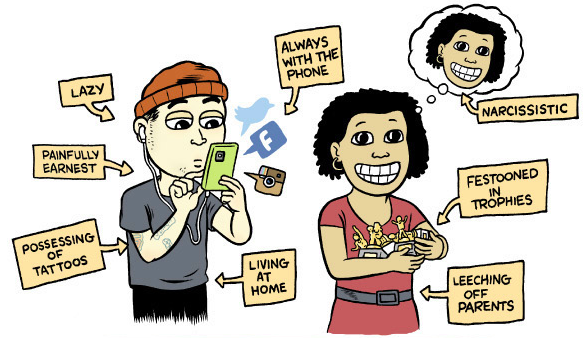 LAZY
ALWAYS
WITH THE
PHONE
NARCISSISTIC
PAINFULLY
EARNEST
FESTOONED
IN
TROPHIES
POSSESSING
OF
TATTOOS
LIVING
AT
HOME
LEECHING
OFF
PARENTS
F